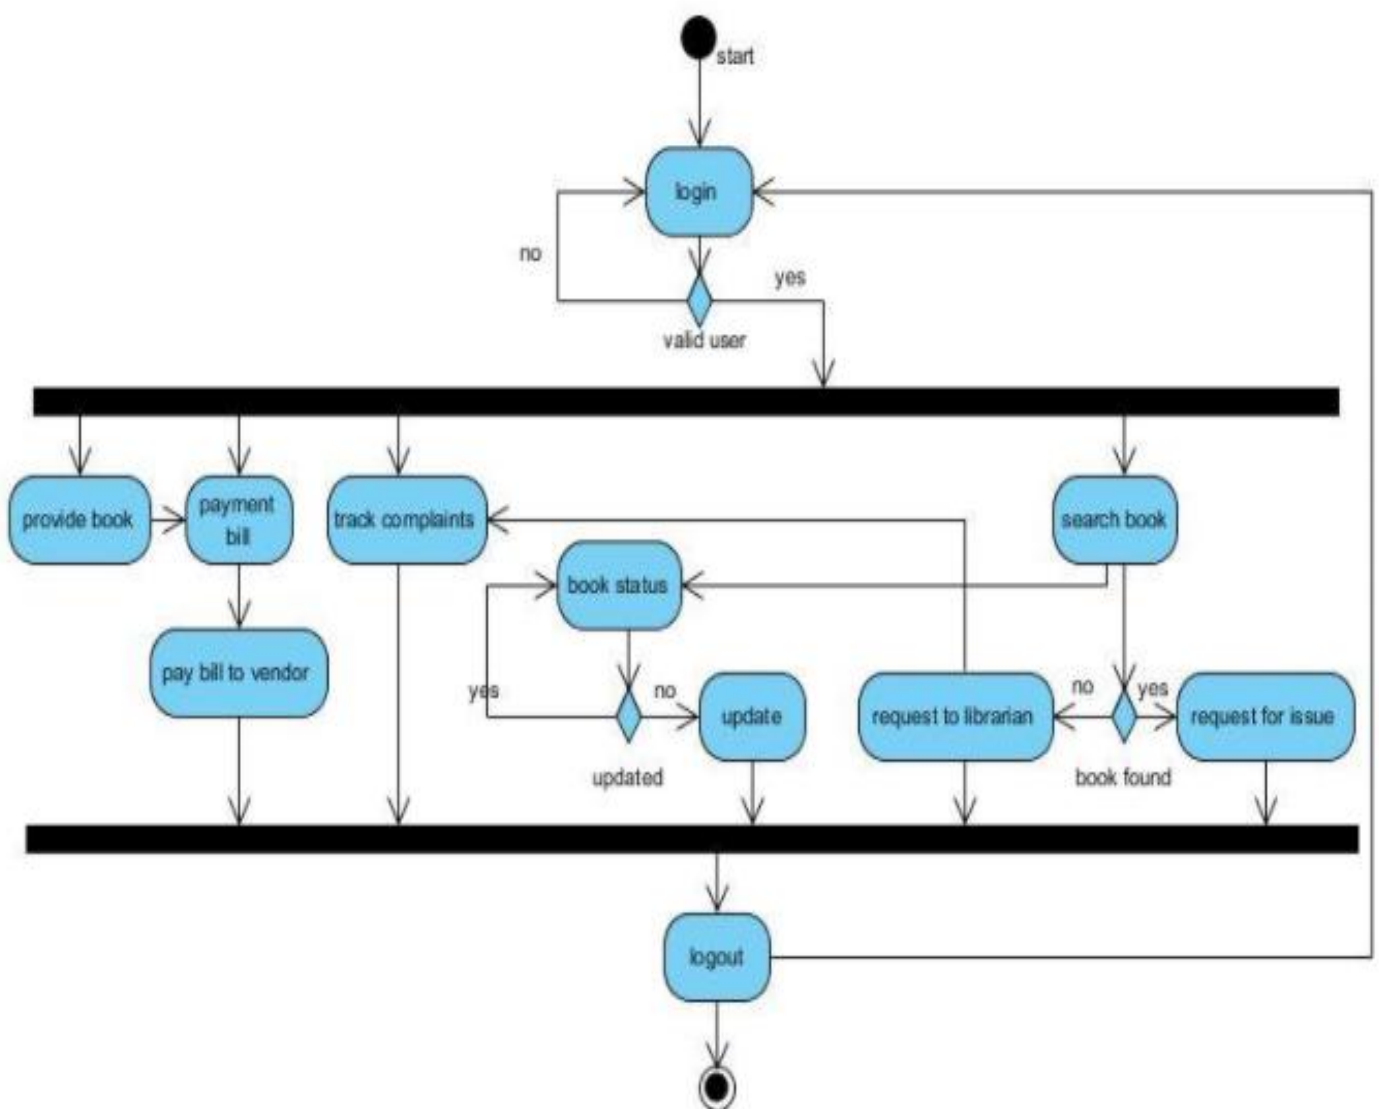 start
login
no
yes
valid user
provide book
payment
bill
track complaints
search book
book status
pay bill to vendor
yes
no
update
request to librarian
no
yes
request for issue
updated
book found
logout